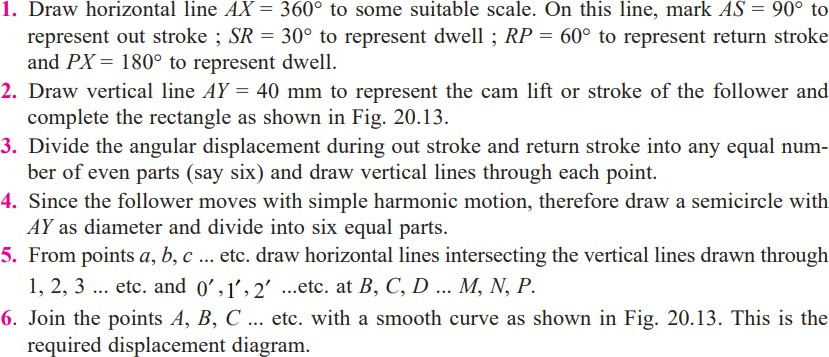 1. Draw horizontal line AX = 360° to some suitable scale. On this line, mark AS = 90° to
represent out stroke ; SR = 30° to represent dwell ; RP = 60° to represent return stroke
and PX = 180° to represent dwell.
2. Draw vertical line AY = 40 mm to represent the cam lift or stroke of the follower and
complete the rectangle as shown in Fig. 20.13.
3. Divide the angular displacement during out stroke and return stroke into any equal num-
ber of even parts (say six) and draw vertical lines through each point.
4. Since the follower moves with simple harmonic motion, therefore draw a semicircle with
AY as diameter and divide into six equal parts.
5. From points a, b, c ... etc. draw horizontal lines intersecting the vertical lines drawn through
1, 2, 3 ... etc. and 0′, 1′, 2′ ...etc. at B, C, D ... M, N, P.
6. Join the points A, B, C ... etc. with a smooth curve as shown in Fig. 20.13. This is the
required displacement diagram.